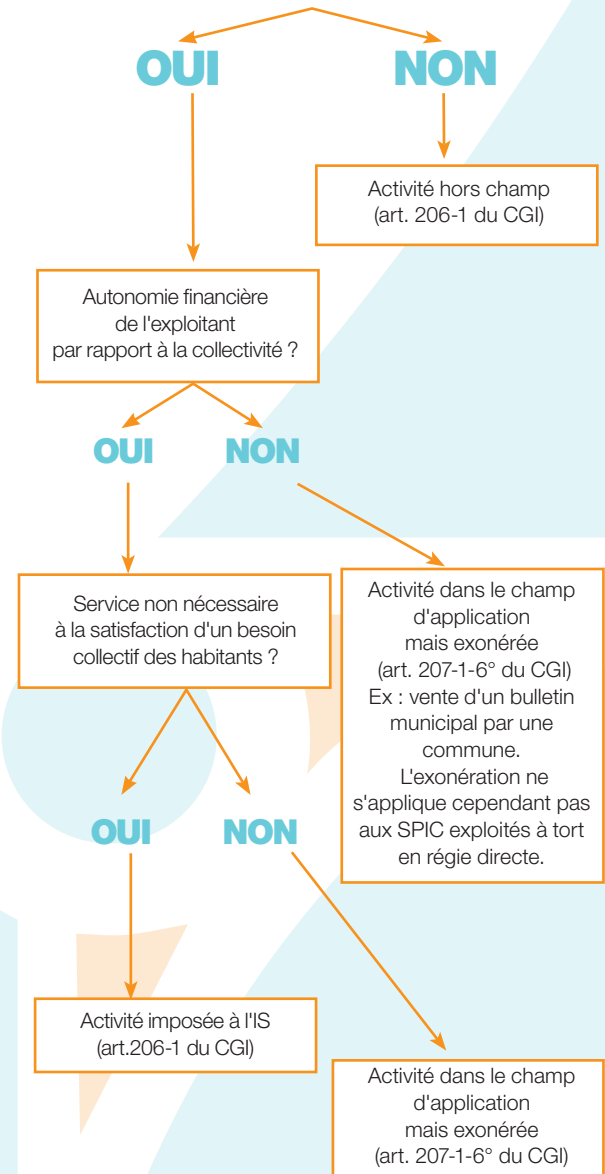 OUI
NON
Activité hors champ
(art. 206-1 du CGI)
Autonomie financière
de l'exploitant
par rapport à la collectivité ?
OUI
NON
Service non nécessaire
à la satisfaction d'un besoin
collectif des habitants ?
Activité dans le champ
d'application
mais exonérée
(art. 207-1-6° du CGI)
Ex : vente d'un bulletin
municipal par une
commune.
L'exonération ne
s'applique cependant pas
aux SPIC exploités à tort
en régie directe.
OUI
NON
Activité imposée à l'IS
(art.206-1 du CGI)
Activité dans le champ
d'application
mais exonérée
(art. 207-1-6° du CGI)